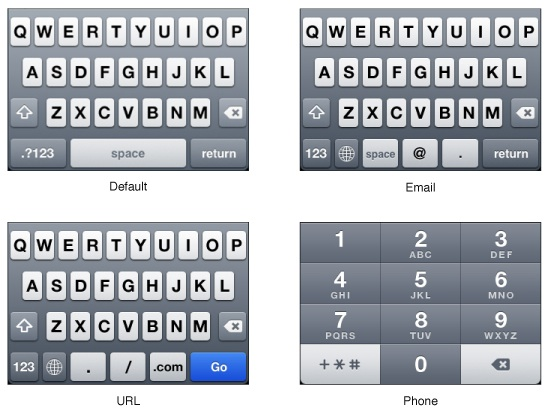 Q W E R T Y U I O P
A S D F G H J K L
Z X C V B N M
.?123 space return
Default
Q W E R T Y U I O P
A S D F G H J K L
Z X C V B N M
123 space @ . return
Email
Q W E R T Y U I O P
A S D F G H J K L
Z X C V B N M
123 . / .com Go
URL
1 2 3
ABC DEF
4 5 6
GHI JKL MNO
7 8 9
PQRS TUV WXYZ
+*# 0
Phone